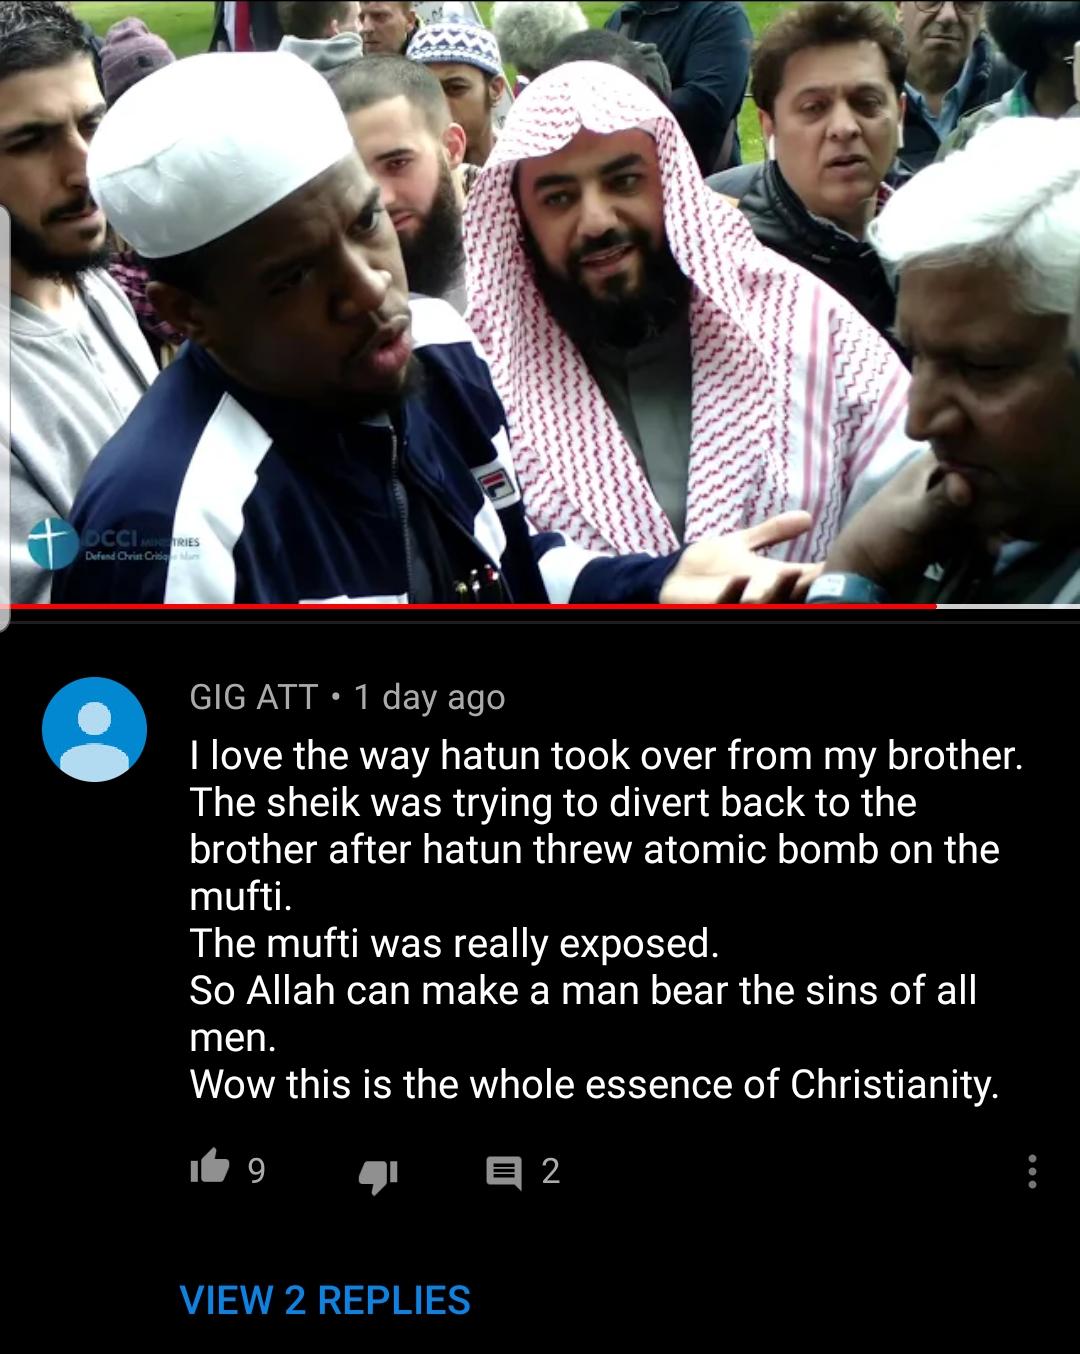 DCCI MINISTRIES
Defend Christ Critique Islam
GIG ATT • 1 day ago
I love the way hatun took over from my brother.
The sheik was trying to divert back to the
brother after hatun threw atomic bomb on the
mufti.
The mufti was really exposed.
So Allah can make a man bear the sins of all
men.
Wow this is the whole essence of Christianity.
9
2
VIEW 2 REPLIES